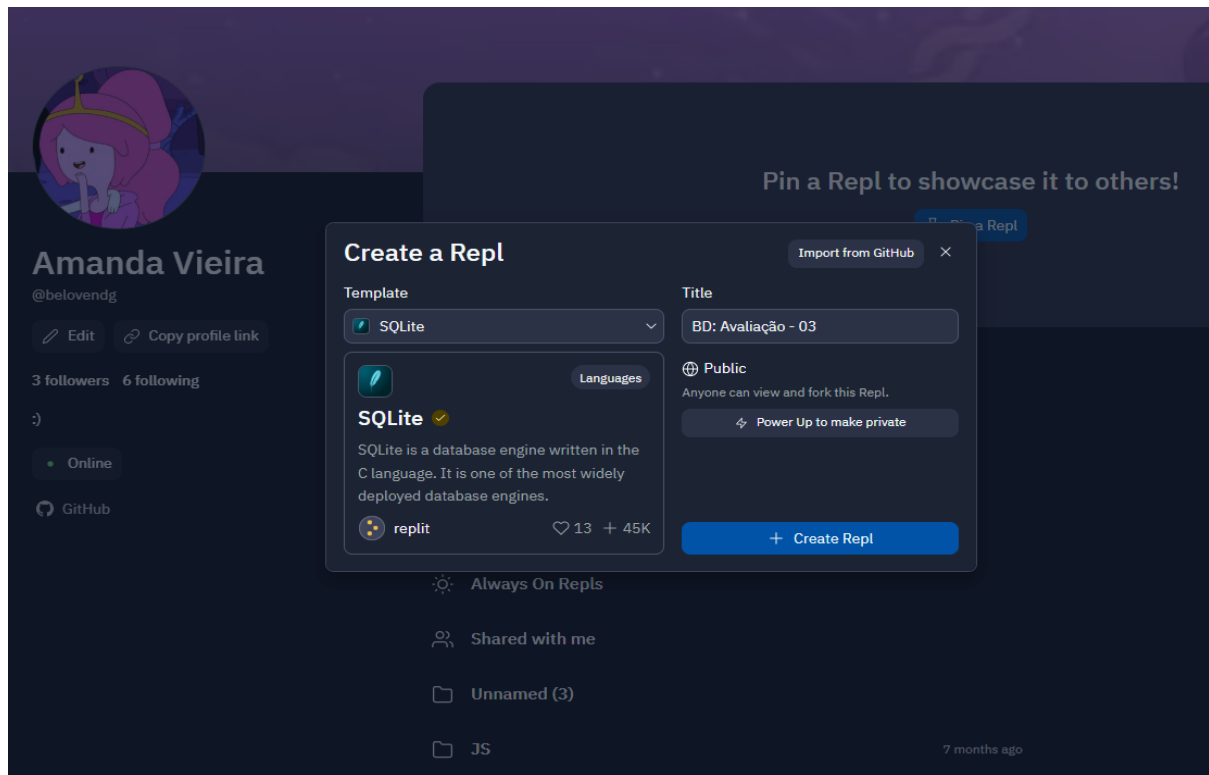 Pin a Repl to showcase it to others!
a Repl
Amanda Vieira
@belovendg
Edit
Copy profile link
3 followers 6 following
:)
Online
GitHub
Create a Repl
Import from GitHub
Template
SQLite
Languages
SQLite
SQLite is a database engine written in the
C language. It is one of the most widely
deployed database engines.
replit
13
45K
Title
BD: Avaliação - 03
Public
Anyone can view and fork this Repl.
Power Up to make private
+ Create Repl
Always On Repls
Shared with me
Unnamed (3)
JS
7 months ago